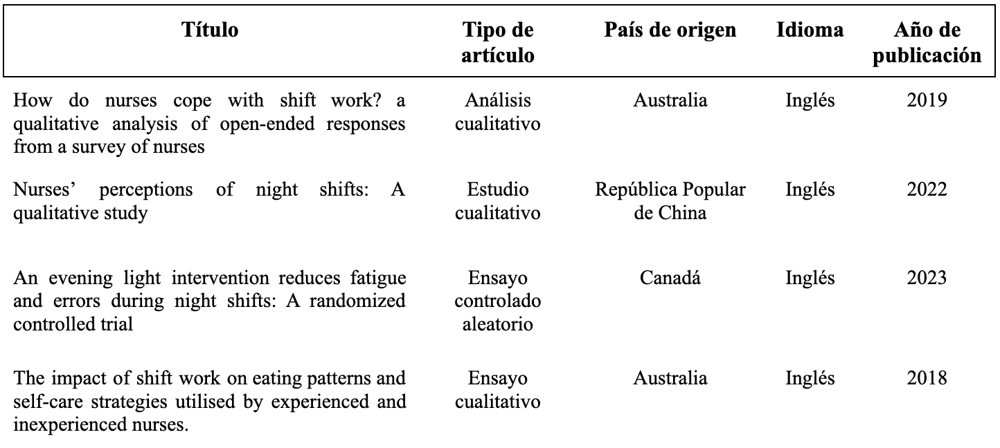 Título Tipo de artículo País de origen Idioma Año de publicación
How do nurses cope with shift work? a Análisis Australia Inglés 2019
qualitative analysis of open-ended responses cualitativo
from a survey of nurses
Nurses’ perceptions of night shifts: A Estudio República Popular Inglés 2022
qualitative study cualitativo de China
An evening light intervention reduces fatigue Ensayo Canadá Inglés 2023
and errors during night shifts: A randomized controlado
controlled trial aleatorio
The impact of shift work on eating patterns and Ensayo Australia Inglés 2018
self-care strategies utilised by experienced and cualitativo
inexperienced nurses.